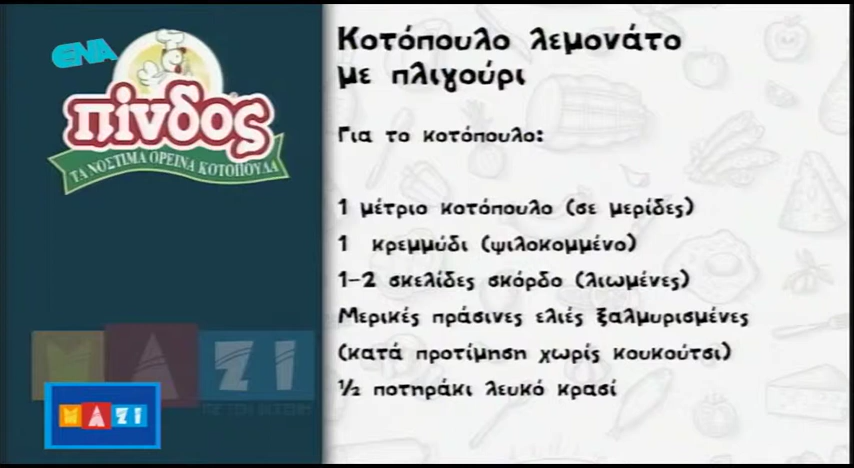 ENA
πίνδος
ΤΑ ΝΟΣΤΙΜΑ ΟΡΕΙΝΑ ΚΟΤΟΠΟΥΛΑ
Κοτόπουλο λεμονάτο
με πλιγούρι
Για το κοτόπουλο:
1 μέτριο κοτόπουλο (σε μερίδες)
1 κρεμμύδι (ψιλοκομμένο)
1-2 σκελίδες σκόρδο (λιωμένες)
Μερικές πράσινες ελιές ξαλμυρισμένες
(κατά προτίμηση χωρίς κουκούτσι)
½ ποτηράκι λευκό κρασί
ΜΑΖΙ
ΜΑΖΙ